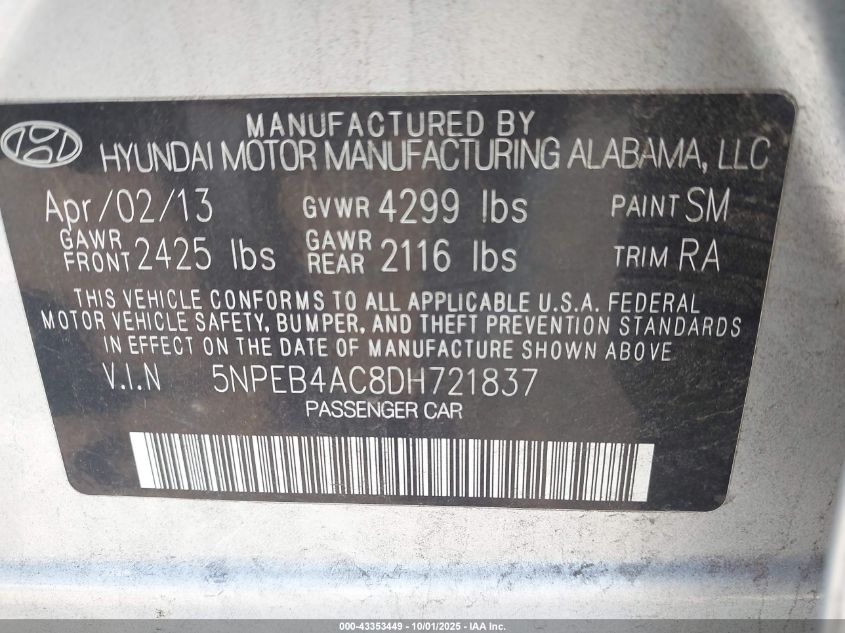 MANUFACTURED BY
HYUNDAI MOTOR MANUFACTURING ALABAMA, LLC
Apr/02/13 GVWR 4299 lbs PAINT SM
GAWR FRONT 2425 lbs GAWR REAR 2116 lbs TRIM RA
THIS VEHICLE CONFORMS TO ALL APPLICABLE U.S.A. FEDERAL
MOTOR VEHICLE SAFETY, BUMPER, AND THEFT PREVENTION STANDARDS
IN EFFECT ON THE DATE OF MANUFACTURE SHOWN ABOVE
V.I.N 5NPEB4AC8DH721837
PASSENGER CAR
000-43353449 - 10/01/2025 - IAA Inc.